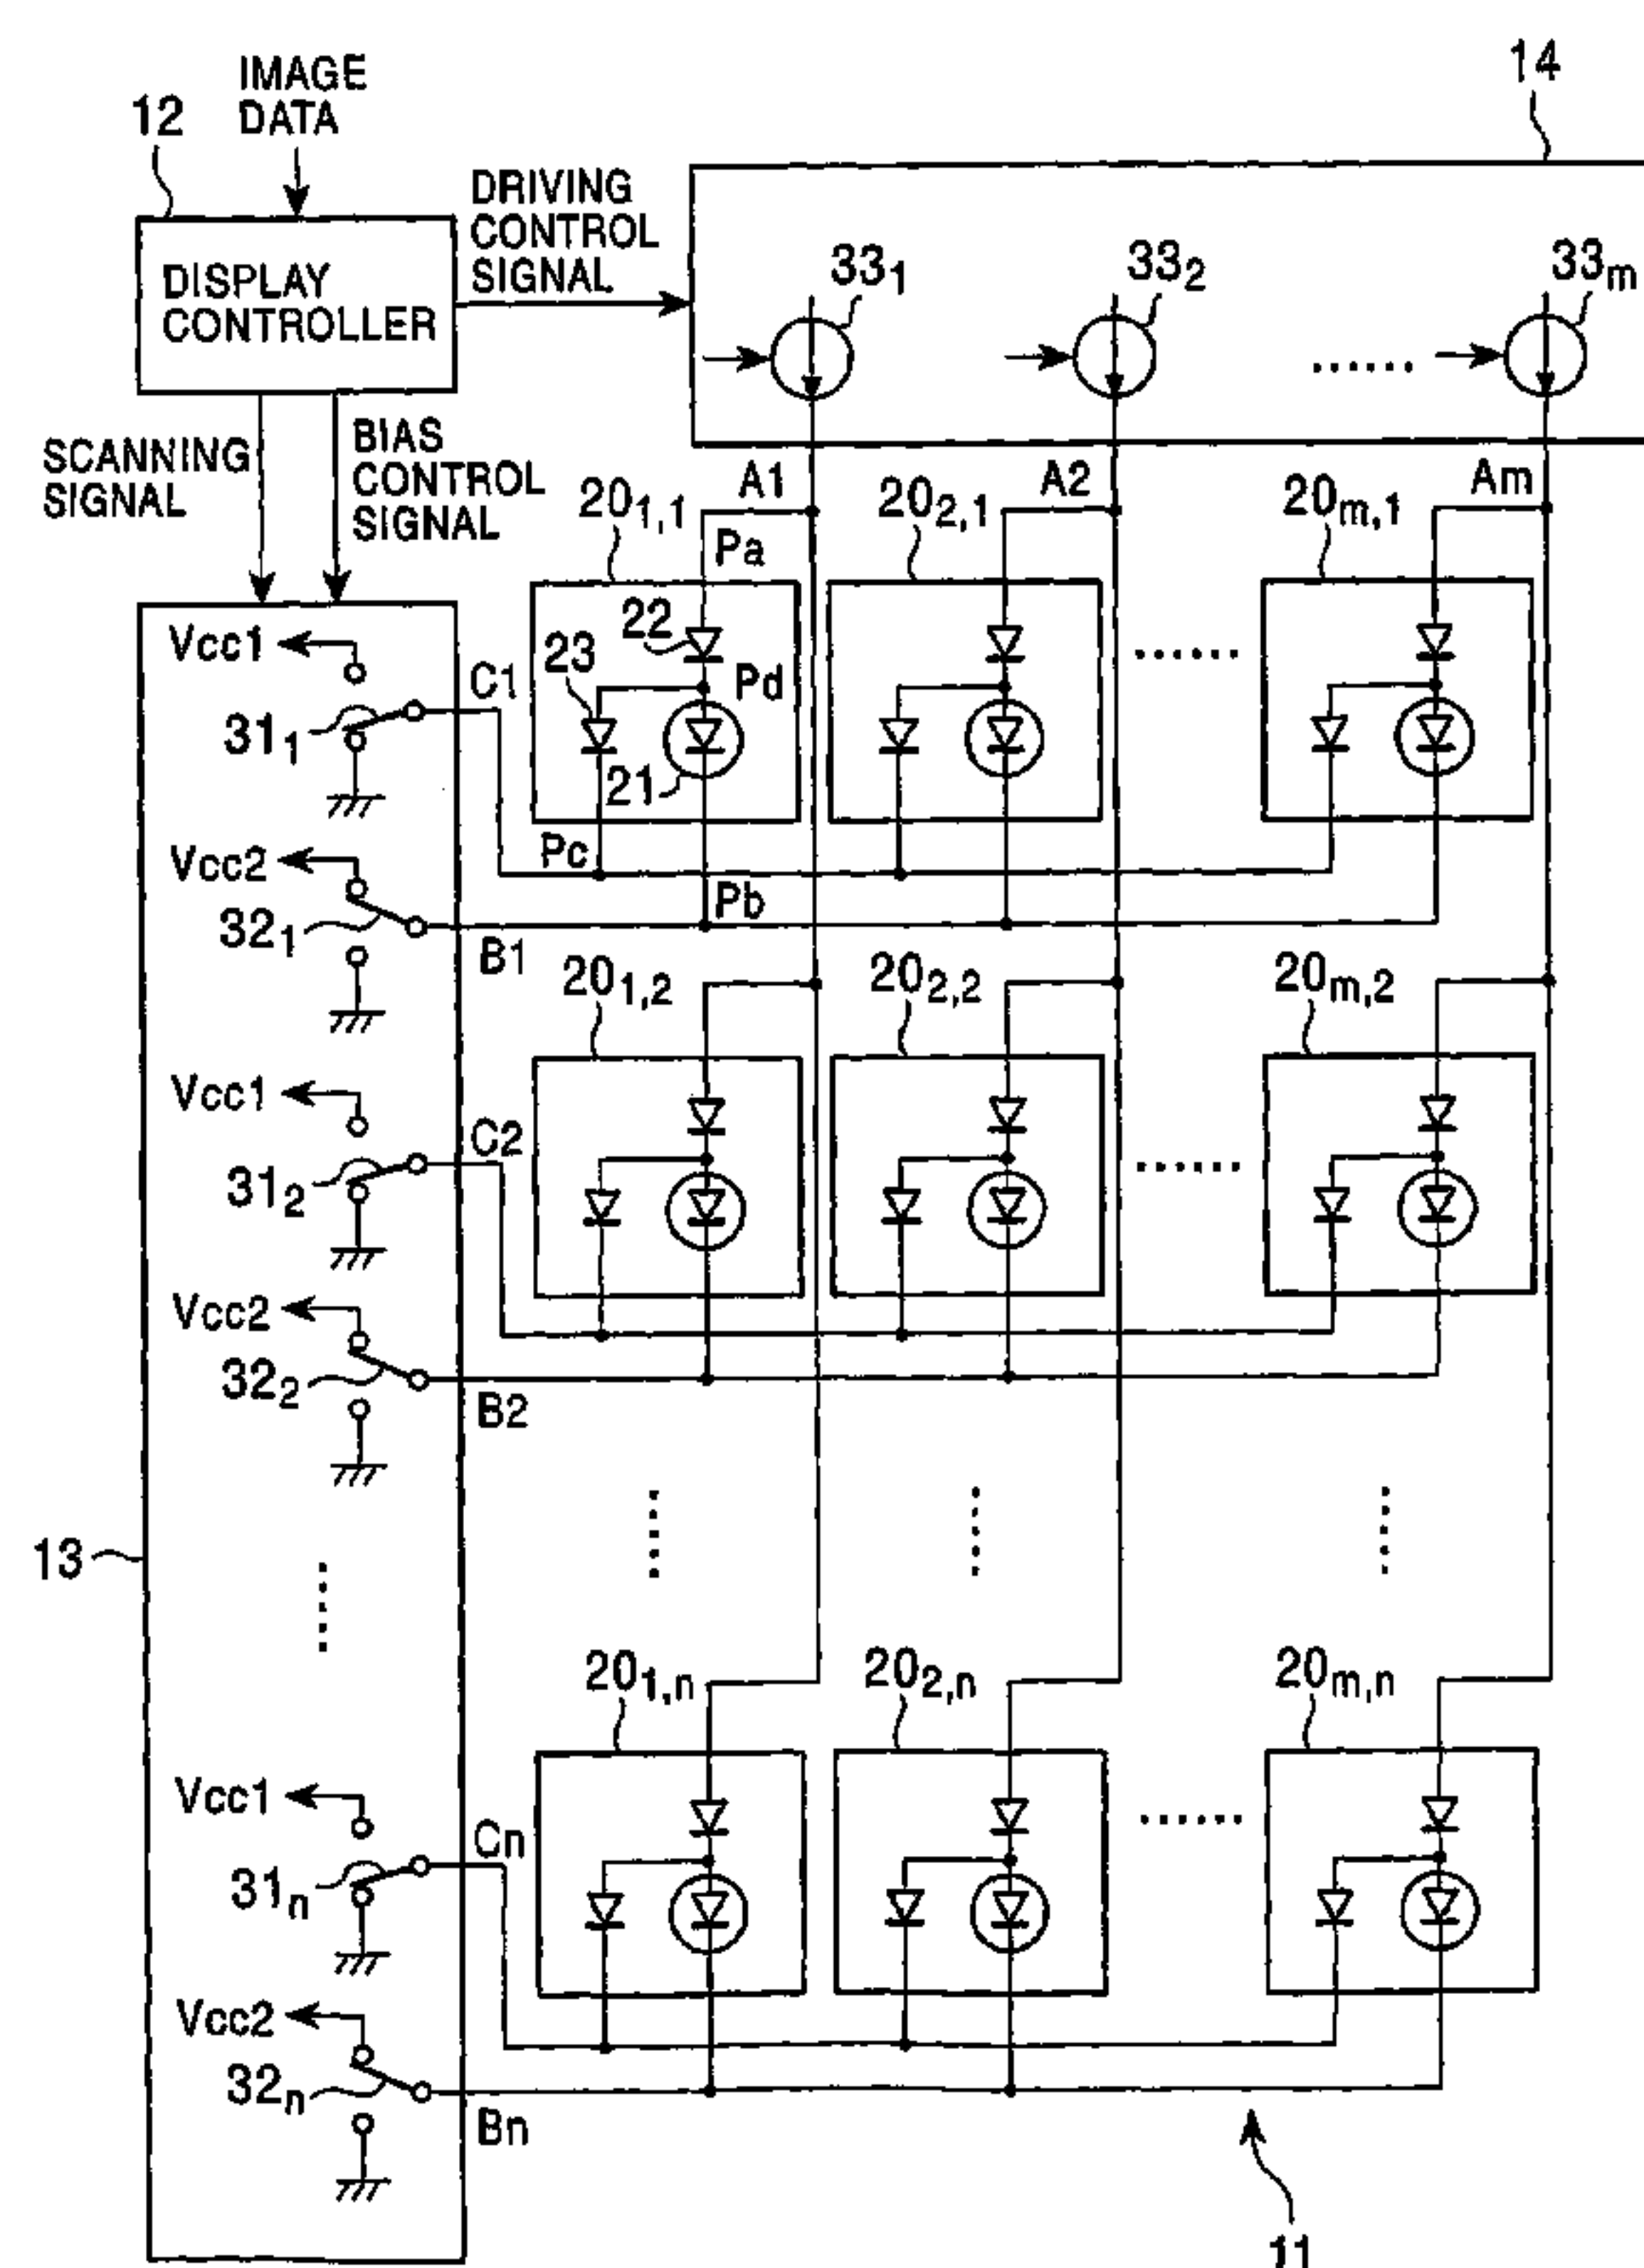 IMAGE
DATA
12
14
DRIVING
CONTROL
SIGNAL
DISPLAY
CONTROLLER
33₁
33₂
33ₘ
SCANNING
SIGNAL
BIAS
CONTROL
SIGNAL
A1
A2
Am
20₁,₁
20₂,₁
20ₘ,₁
Pa
Vcc1
22
23
Pd
C1
31₁
21
Vcc2
Pc
Pb
32₁
B1
20₁,₂
20₂,₂
20ₘ,₂
Vcc1
C2
31₂
Vcc2
32₂
B2
13
20₁,ₙ
20₂,ₙ
20ₘ,ₙ
Vcc1
Cn
31ₙ
Vcc2
32ₙ
Bn
11